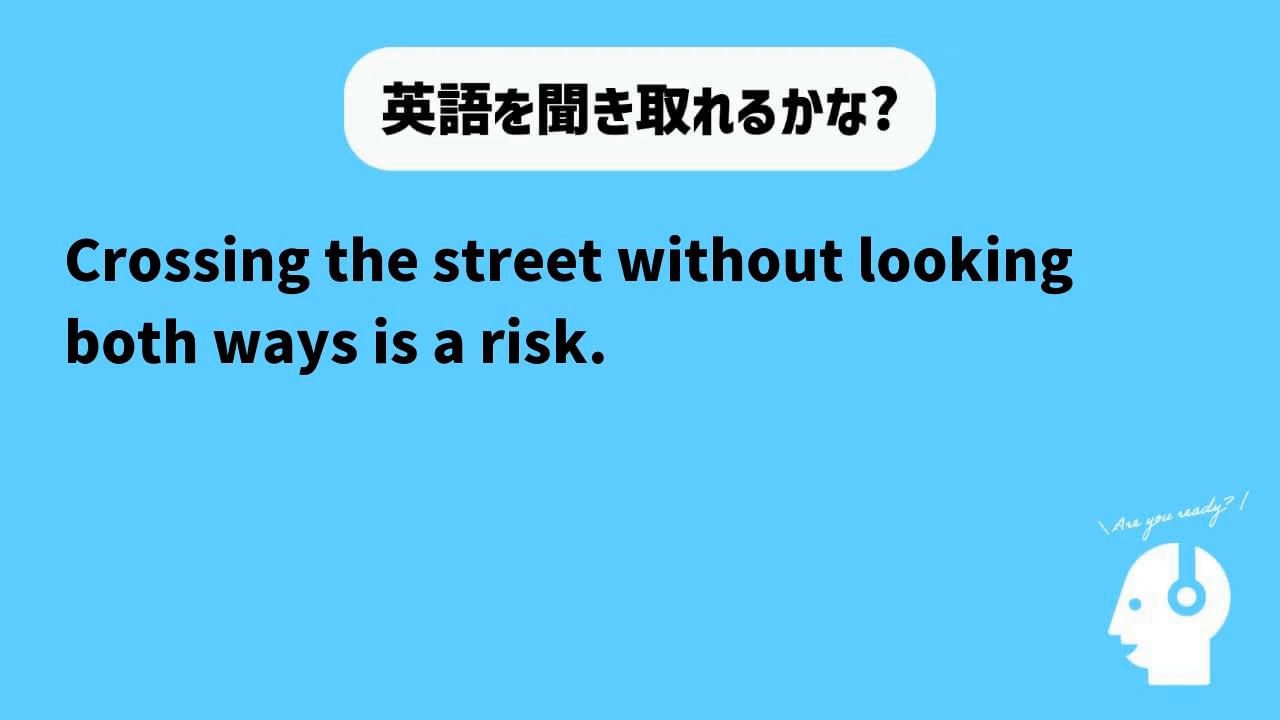 英語を聞き取れるかな?
Crossing the street without looking
both ways is a risk.
\ Are you ready? /